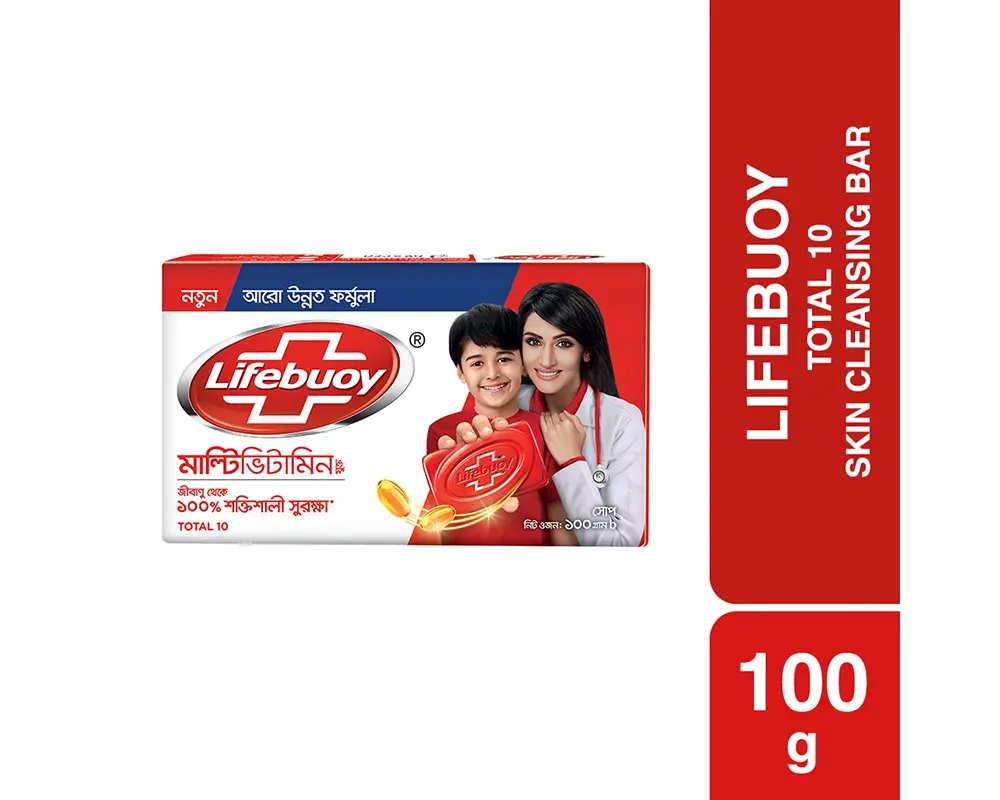 নতুন
আরো উন্নত ফর্মুলা
Lifebuoy
®
মাল্টিভিটামিন
জীবাণু থেকে
১০০% শক্তিশালী সুরক্ষা*
TOTAL 10
Lifebuoy
সোপ
নিট ওজন: ১০০ গ্রাম
LIFEBUOY
TOTAL 10
SKIN CLEANSING BAR
100
g